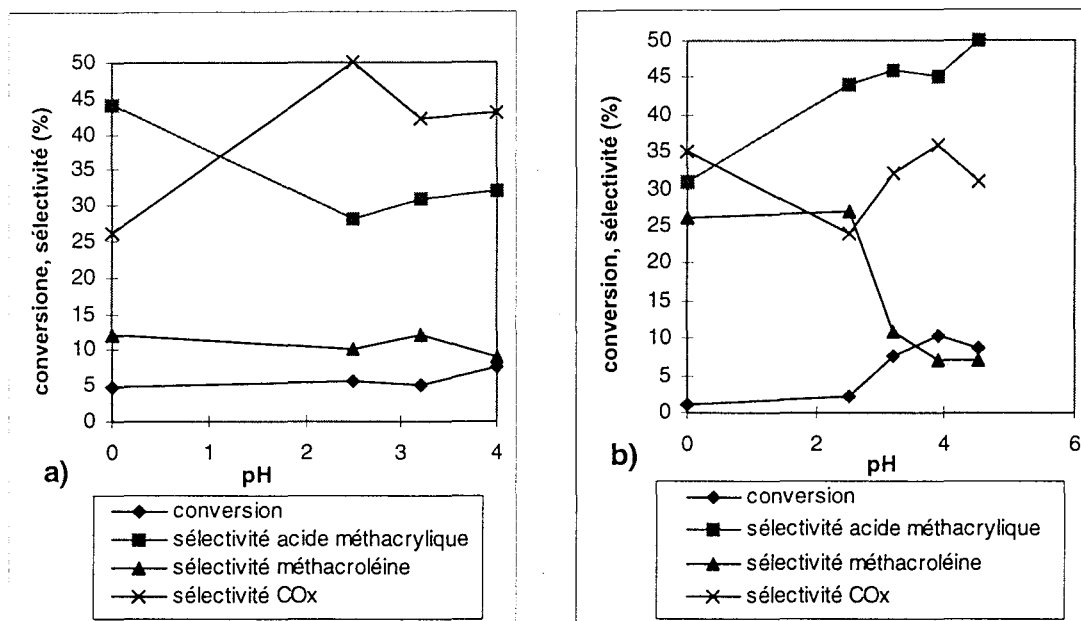 conversione, sélectivité (%)
50
45
40
35
30
25
20
15
10
5
0
0 1 2 3 4
pH
a)
conversion
sélectivité acide méthacrylique
sélectivité méthacroléine
sélectivité COx
conversion, sélectivité (%)
50
45
40
35
30
25
20
15
10
5
0
0 2 4 6
pH
b)
conversion
sélectivité acide méthacrylique
sélectivité méthacroléine
sélectivité COx